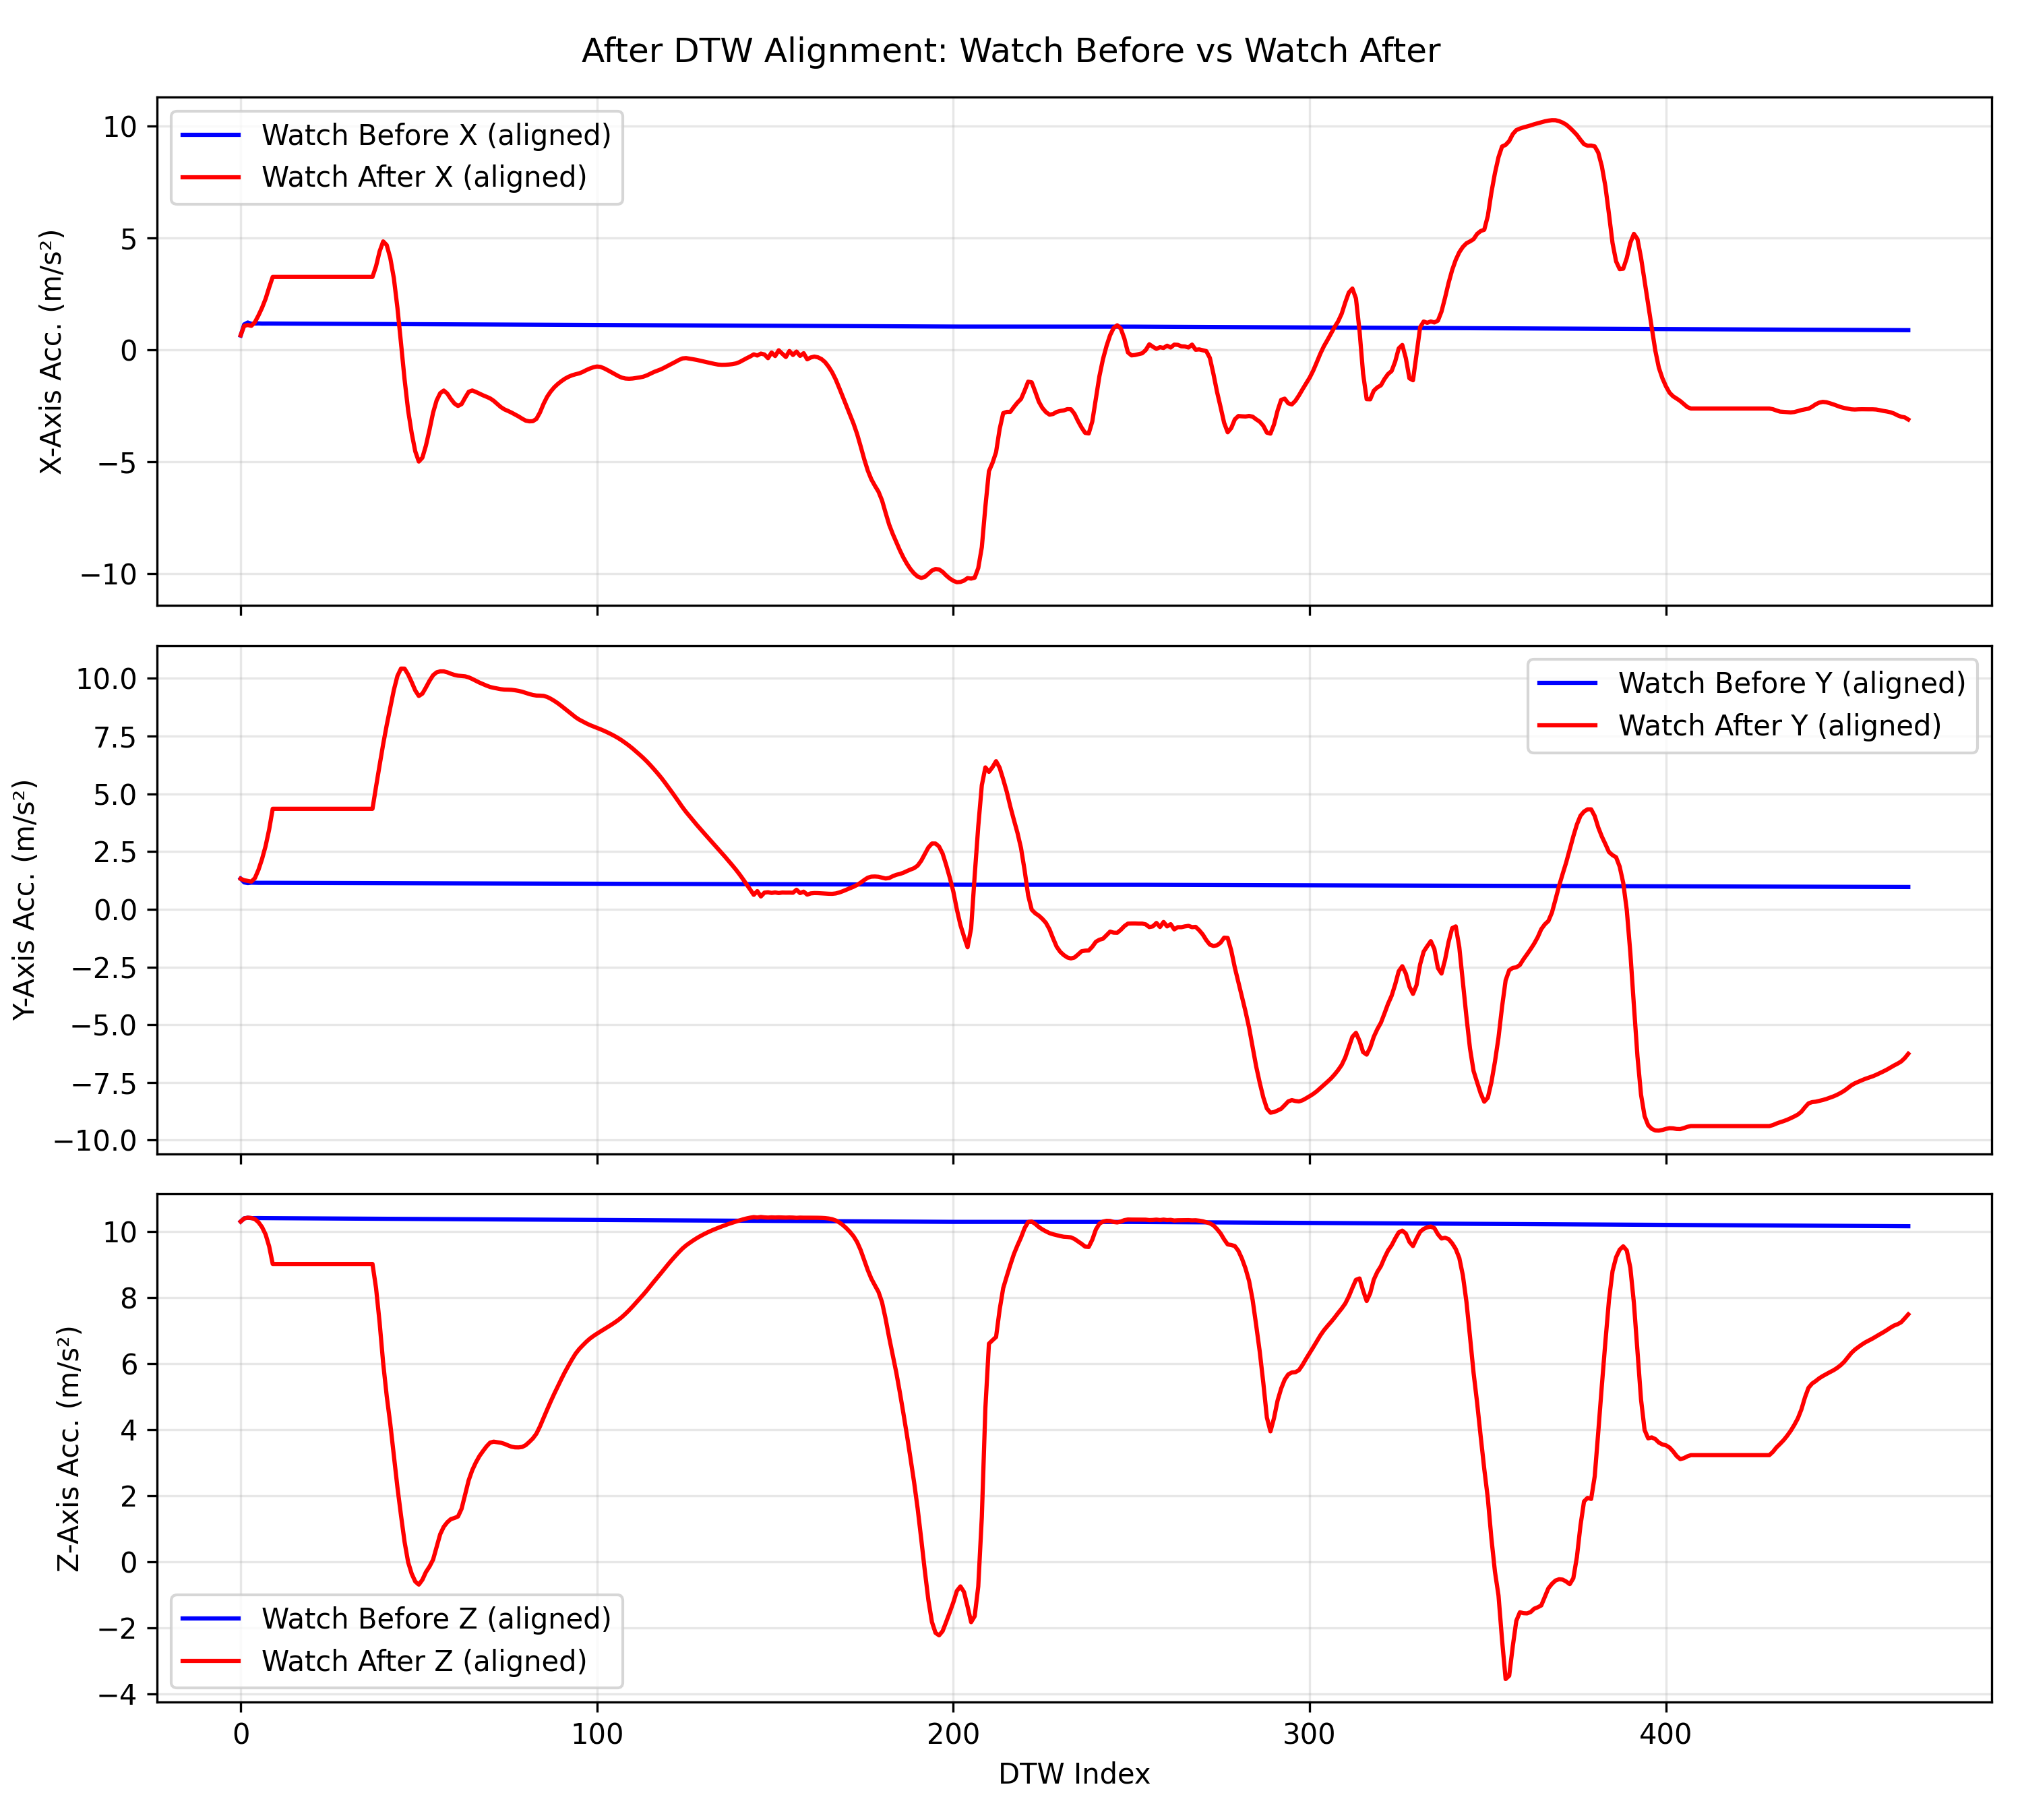 After DTW Alignment: Watch Before vs Watch After
Watch Before X (aligned)
Watch After X (aligned)
X-Axis Acc. (m/s²)
10
5
0
−5
−10
Watch Before Y (aligned)
Watch After Y (aligned)
Y-Axis Acc. (m/s²)
10.0
7.5
5.0
2.5
0.0
−2.5
−5.0
−7.5
−10.0
Z-Axis Acc. (m/s²)
10
8
6
4
2
0
−2
−4
Watch Before Z (aligned)
Watch After Z (aligned)
0 100 200 300 400
DTW Index